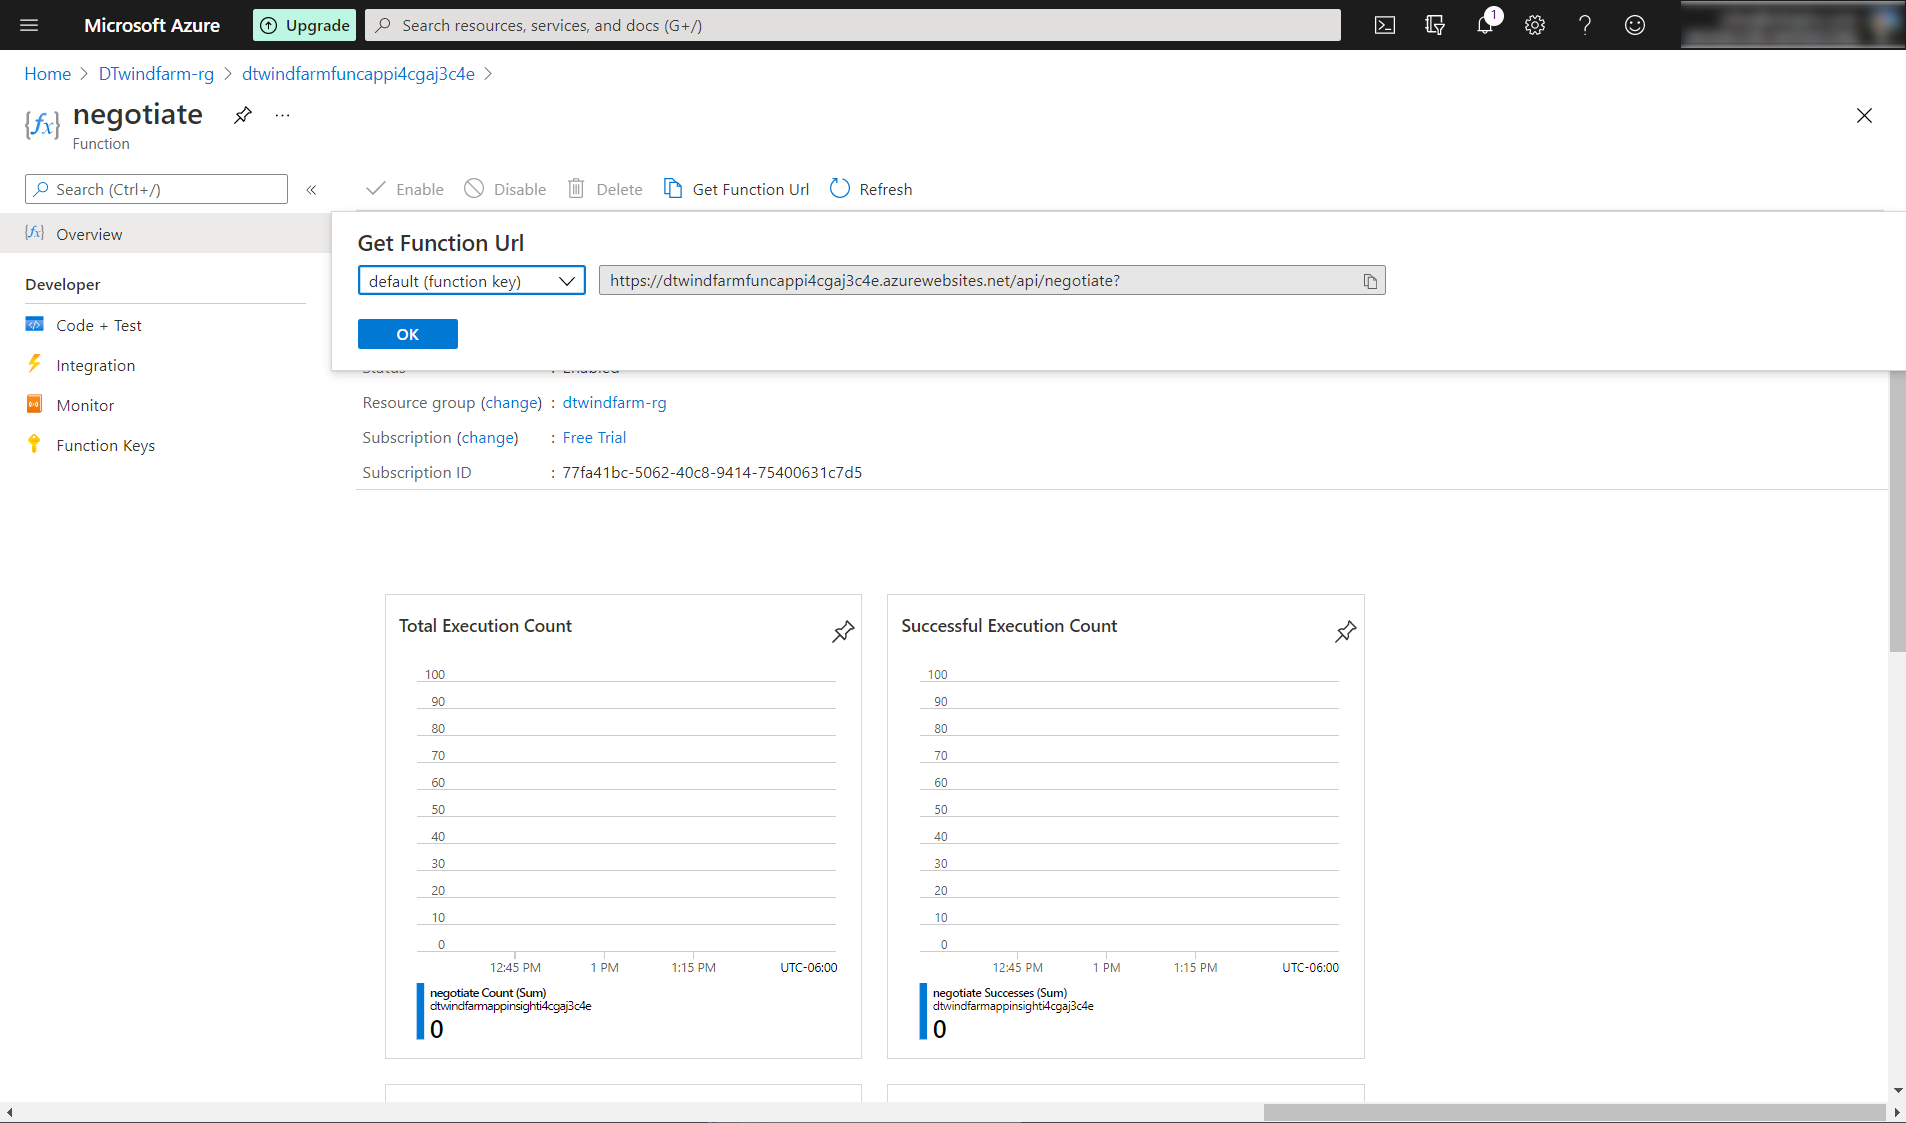 Microsoft Azure
Upgrade
Search resources, services, and docs (G+/)
1
Home > DTwindfarm-rg > dtwindfarmfuncappi4cgaj3c4e >
{fx}
negotiate
...
Function
Search (Ctrl+/)
«
Enable
Disable
Delete
Get Function Url
Refresh
{fx} Overview
Developer
Code + Test
Integration
Monitor
Function Keys
Get Function Url
default (function key)
https://dtwindfarmfuncappi4cgaj3c4e.azurewebsites.net/api/negotiate?
OK
Status : Enabled
Resource group (change) : dtwindfarm-rg
Subscription (change) : Free Trial
Subscription ID : 77fa41bc-5062-40c8-9414-75400631c7d5
Total Execution Count
100
90
80
70
60
50
40
30
20
10
0
12:45 PM 1 PM 1:15 PM UTC-06:00
negotiate Count (Sum)
dtwindfarmappinsighti4cgaj3c4e
0
Successful Execution Count
100
90
80
70
60
50
40
30
20
10
0
12:45 PM 1 PM 1:15 PM UTC-06:00
negotiate Successes (Sum)
dtwindfarmappinsighti4cgaj3c4e
0